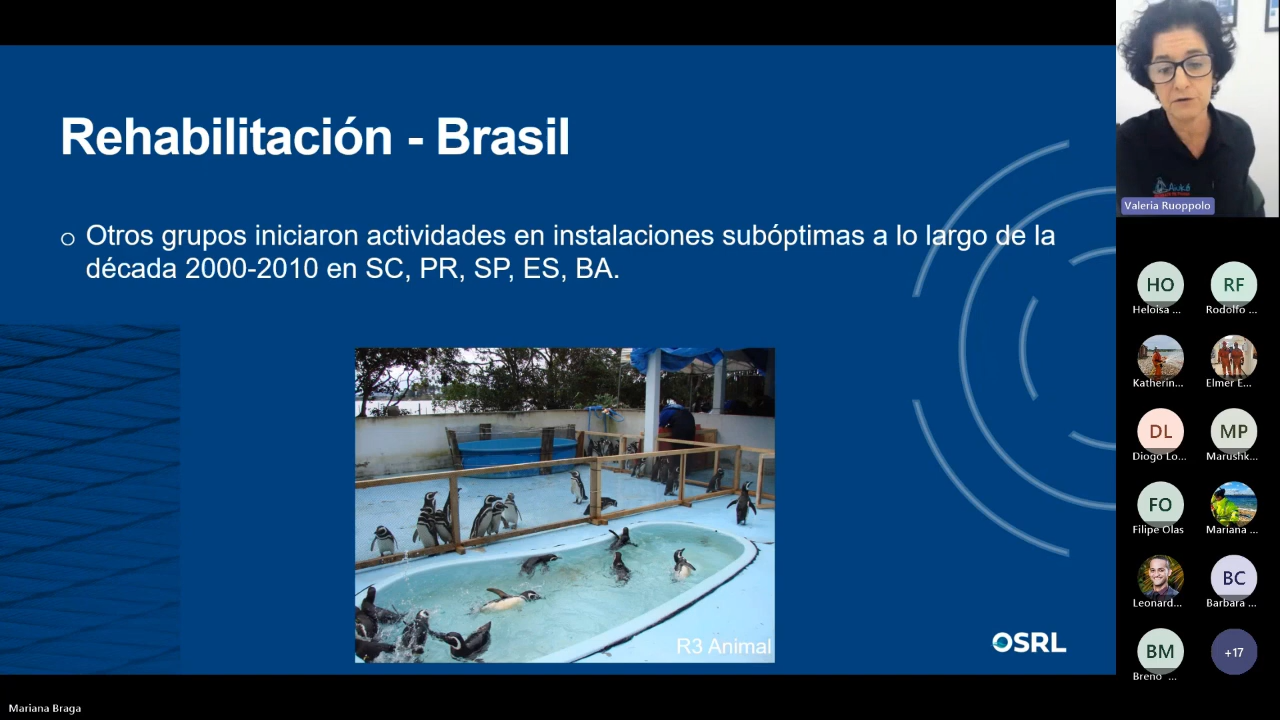 Rehabilitación - Brasil
o Otros grupos iniciaron actividades en instalaciones subóptimas a lo largo de la
década 2000-2010 en SC, PR, SP, ES, BA.
R3 Animal
OSRL
Valeria Ruoppolo
HO
RF
Heloisa ...
Rodolfo ...
Katherin...
Elmer E...
DL
MP
Diogo Lo...
Marushk...
FO
Filipe Olas
Mariana ...
BC
Leonard...
Barbara ...
BM
+17
Breno ...
Mariana Braga